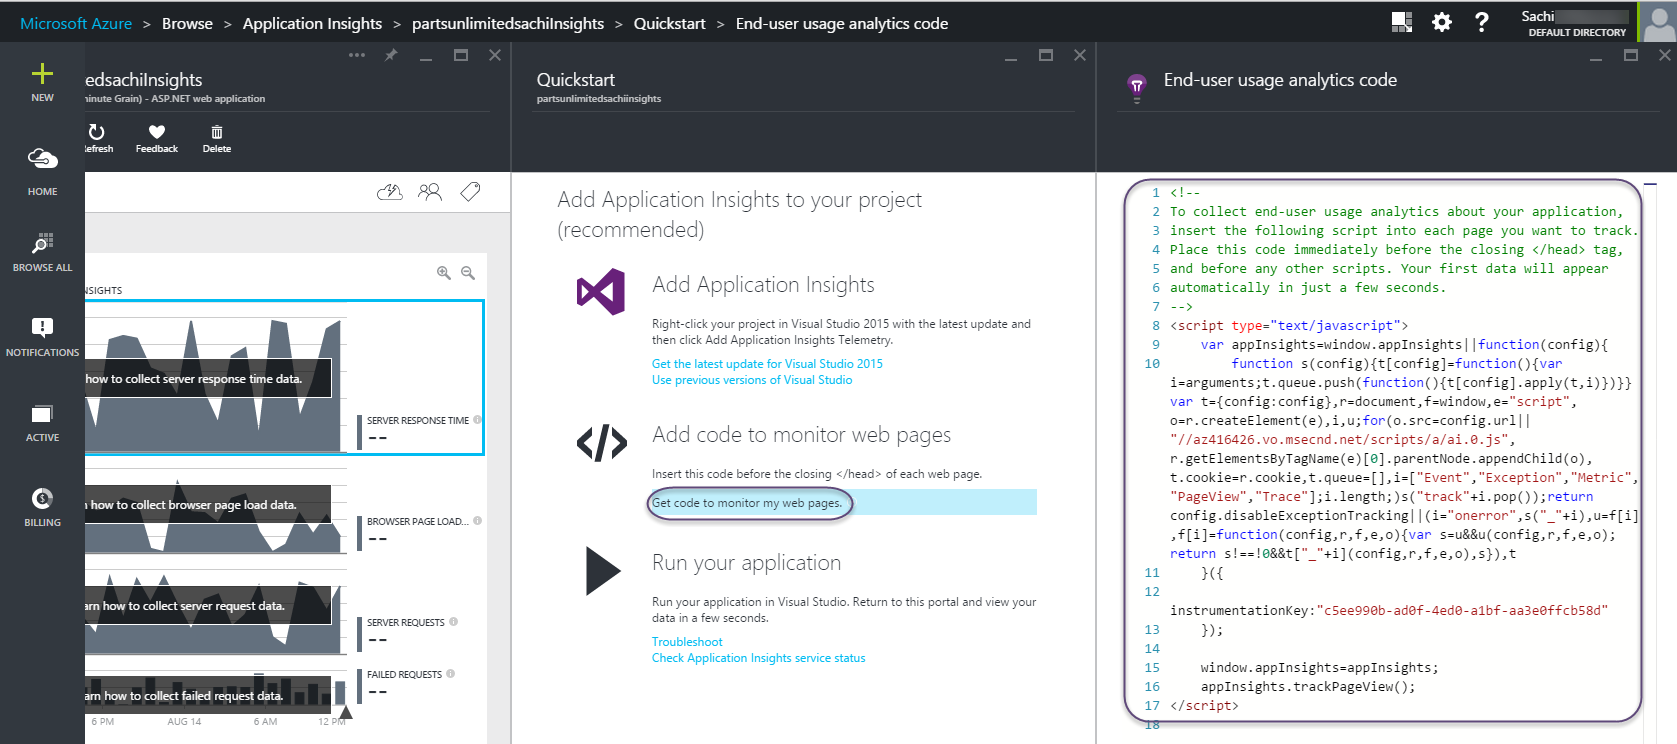 Microsoft Azure > Browse > Application Insights > partsunlimitedsachiInsights > Quickstart > End-user usage analytics code
Sachi
DEFAULT DIRECTORY
NEW
HOME
BROWSE ALL
NOTIFICATIONS
ACTIVE
BILLING
edsachiInsights
minute Grain) - ASP.NET web application
efresh
Feedback
Delete
SIGHTS
how to collect server response time data.
SERVER RESPONSE TIME
--
n how to collect browser page load data.
BROWSER PAGE LOAD...
--
arn how to collect server request data.
SERVER REQUESTS
--
arn how to collect failed request data.
FAILED REQUESTS
--
6 PM
AUG 14
6 AM
12 PM
Quickstart
partsunlimitedsachiinsights
Add Application Insights to your project
(recommended)
Add Application Insights
Right-click your project in Visual Studio 2015 with the latest update and
then click Add Application Insights Telemetry.
Get the latest update for Visual Studio 2015
Use previous versions of Visual Studio
Add code to monitor web pages
Insert this code before the closing </head> of each web page.
Get code to monitor my web pages.
Run your application
Run your application in Visual Studio. Return to this portal and view your
data in a few seconds.
Troubleshoot
Check Application Insights service status
End-user usage analytics code
1 <!--
2 To collect end-user usage analytics about your application,
3 insert the following script into each page you want to track.
4 Place this code immediately before the closing </head> tag,
5 and before any other scripts. Your first data will appear
6 automatically in just a few seconds.
7 -->
8 <script type="text/javascript">
9 var appInsights=window.appInsights||function(config){
10 function s(config){t[config]=function(){var
i=arguments;t.queue.push(function(){t[config].apply(t,i)})}}
var t={config:config},r=document,f=window,e="script",
o=r.createElement(e),i,u;for(o.src=config.url||
"//az416426.vo.msecnd.net/scripts/a/ai.0.js",
r.getElementsByTagName(e)[0].parentNode.appendChild(o),
t.cookie=r.cookie,t.queue=[],i=["Event","Exception","Metric",
"PageView","Trace"];i.length;)s("track"+i.pop());return
config.disableExceptionTracking||(i="onerror",s("_"+i),u=f[i]
,f[i]=function(config,r,f,e,o){var s=u&&u(config,r,f,e,o);
return s!==!0&&t["_"+i](config,r,f,e,o),s}),t
11 }({
12
instrumentationKey:"c5ee990b-ad0f-4ed0-a1bf-aa3e0ffcb58d"
13 });
14
15 window.appInsights=appInsights;
16 appInsights.trackPageView();
17 </script>
18